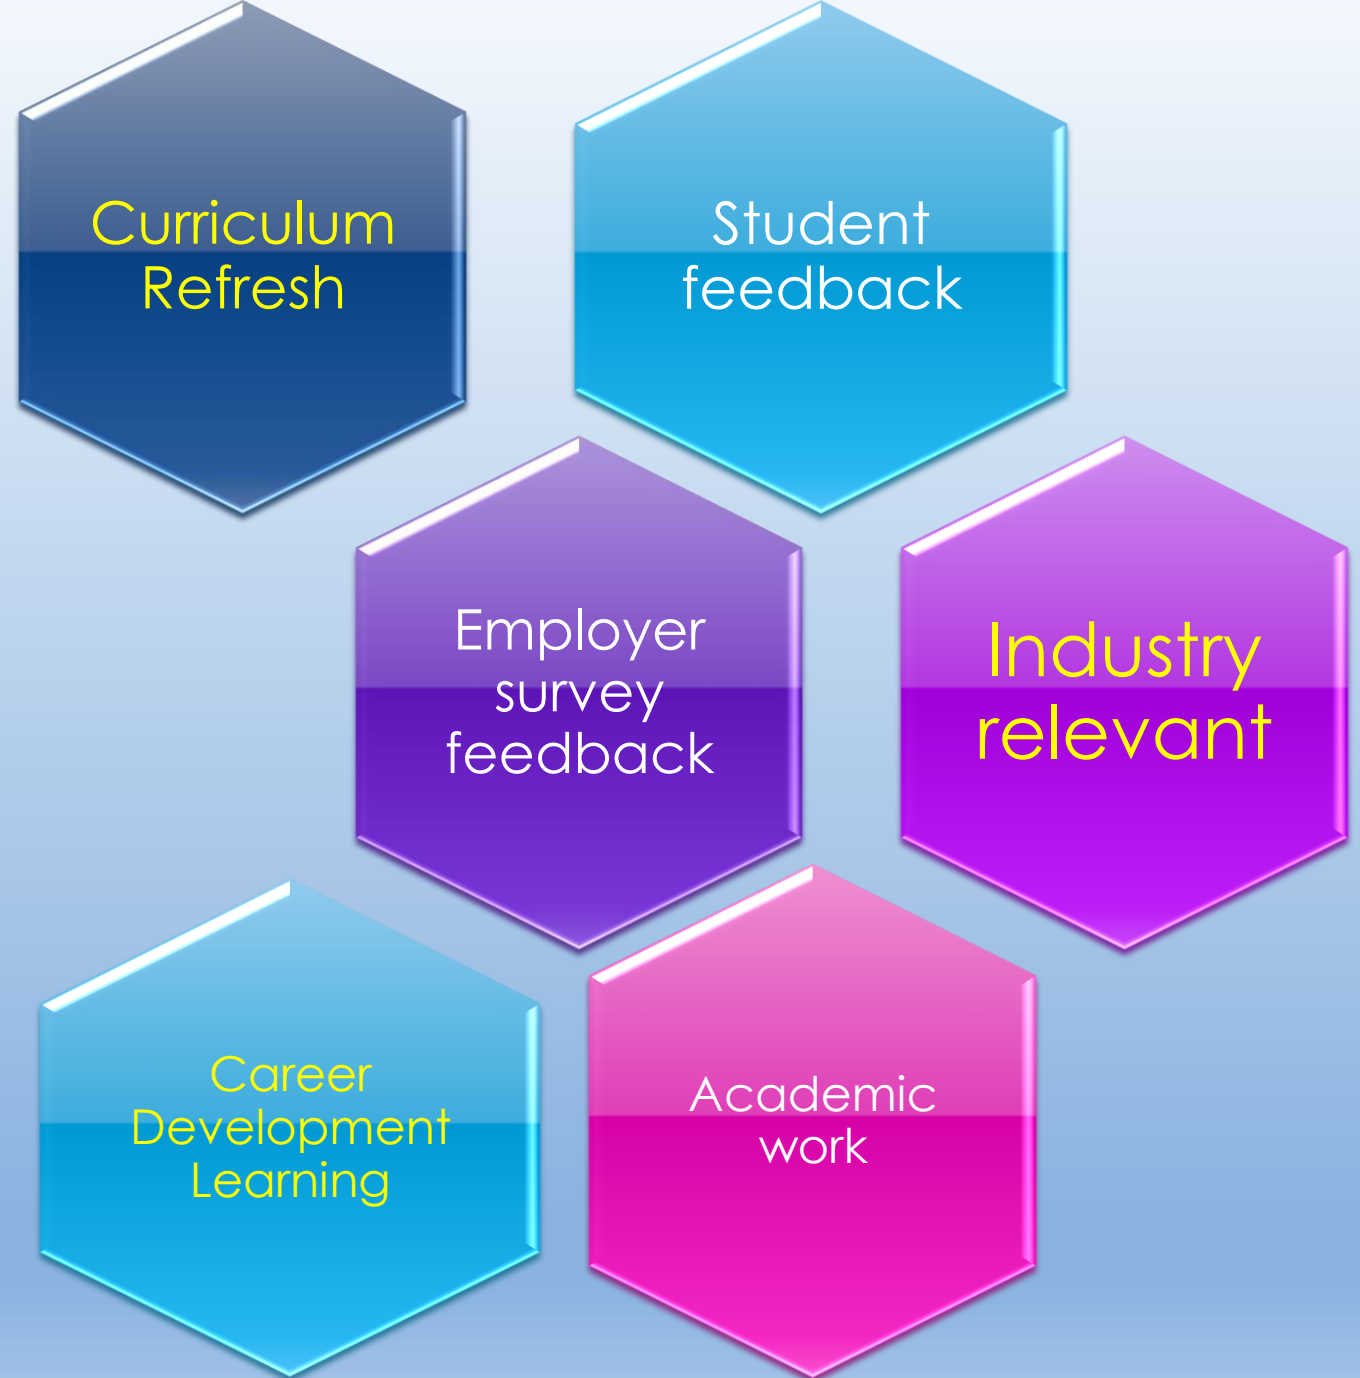 Curriculum
Refresh
Student
feedback
Employer
survey
feedback
Industry
relevant
Career
Development
Learning
Academic
work